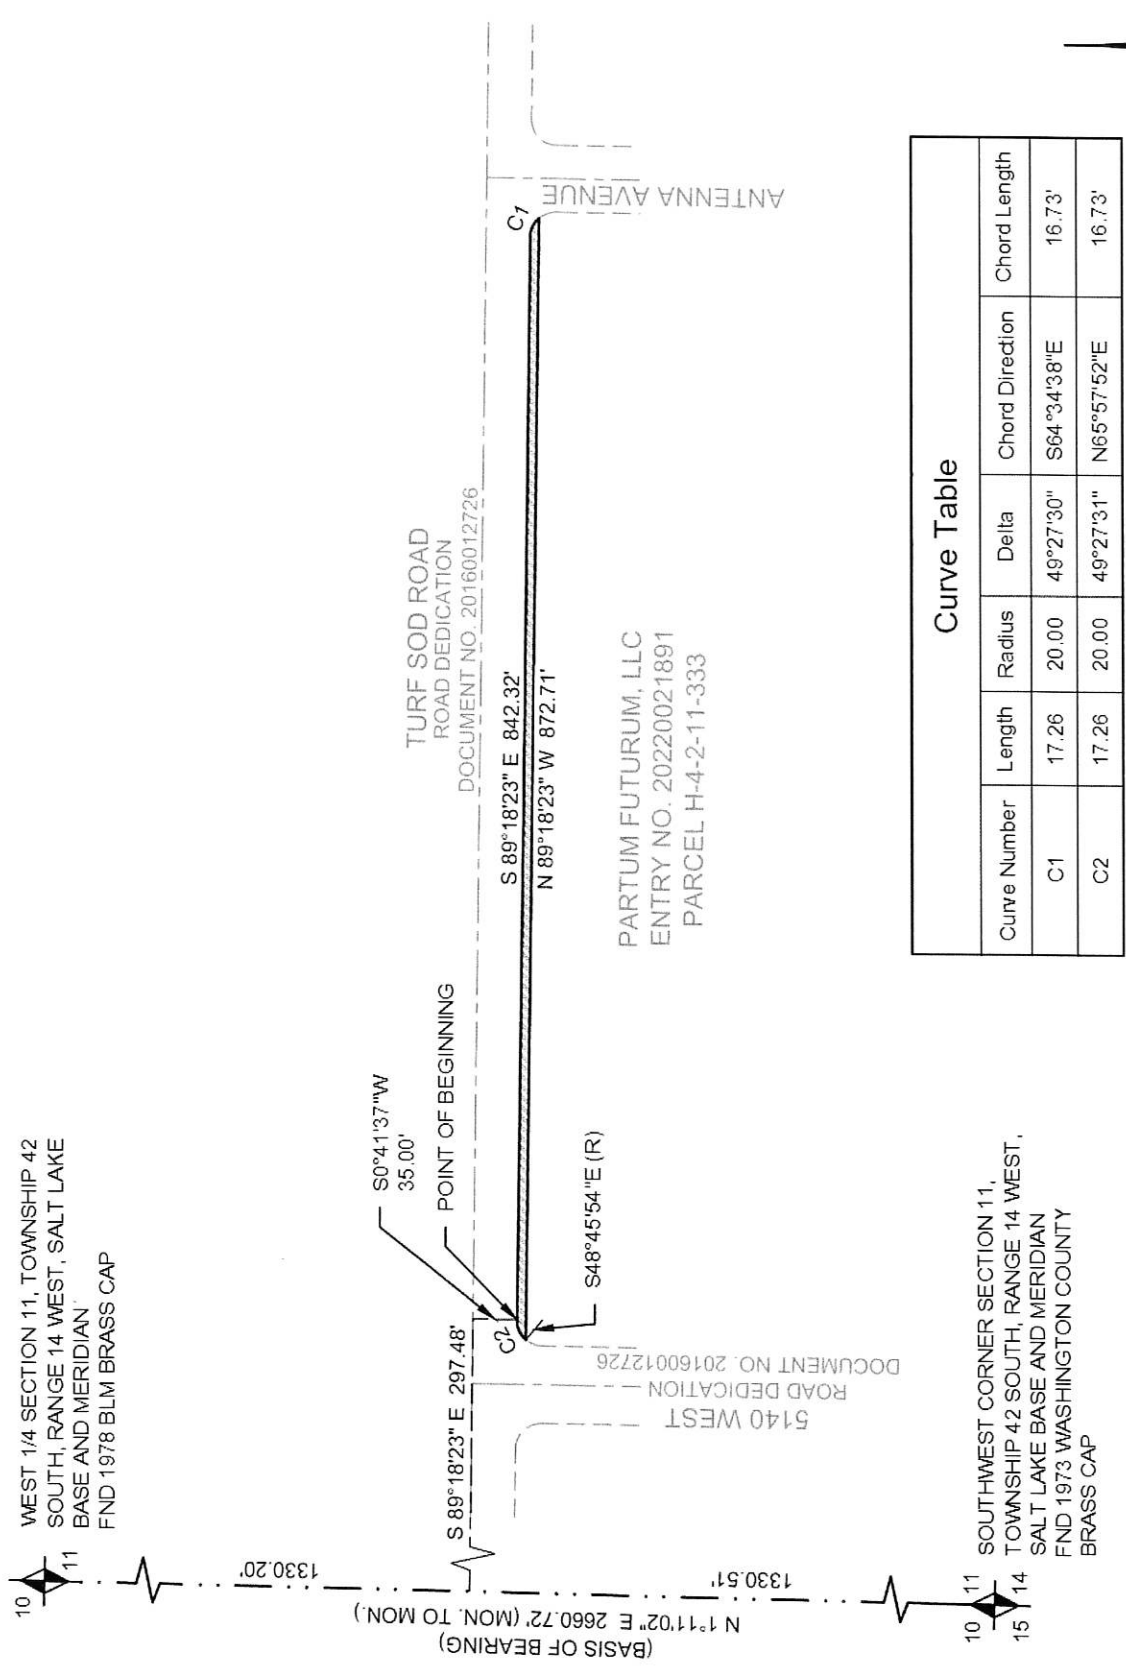 WEST 1/4 SECTION 11, TOWNSHIP 42
SOUTH, RANGE 14 WEST, SALT LAKE
BASE AND MERIDIAN
FND 1978 BLM BRASS CAP
10
11
1330.20'
(BASIS OF BEARING)
N 1°11'02" E 2660.72' (MON. TO MON.)
1330.51'
S 89°18'23" E 297.48'
S0°41'37"W
35.00'
POINT OF BEGINNING
C2
S48°45'54"E (R)
5140 WEST
ROAD DEDICATION
DOCUMENT NO. 20160012726
TURF SOD ROAD
ROAD DEDICATION
DOCUMENT NO. 20160012726
S 89°18'23" E 842.32'
N 89°18'23" W 872.71'
C1
ANTENNA AVENUE
PARTUM FUTURUM, LLC
ENTRY NO. 20220021891
PARCEL H-4-2-11-333
10 11
15 14
SOUTHWEST CORNER SECTION 11,
TOWNSHIP 42 SOUTH, RANGE 14 WEST,
SALT LAKE BASE AND MERIDIAN
FND 1973 WASHINGTON COUNTY
BRASS CAP
Curve Table
Curve Number Length Radius Delta Chord Direction Chord Length
C1 17.26 20.00 49°27'30" S64°34'38"E 16.73'
C2 17.26 20.00 49°27'31" N65°57'52"E 16.73'